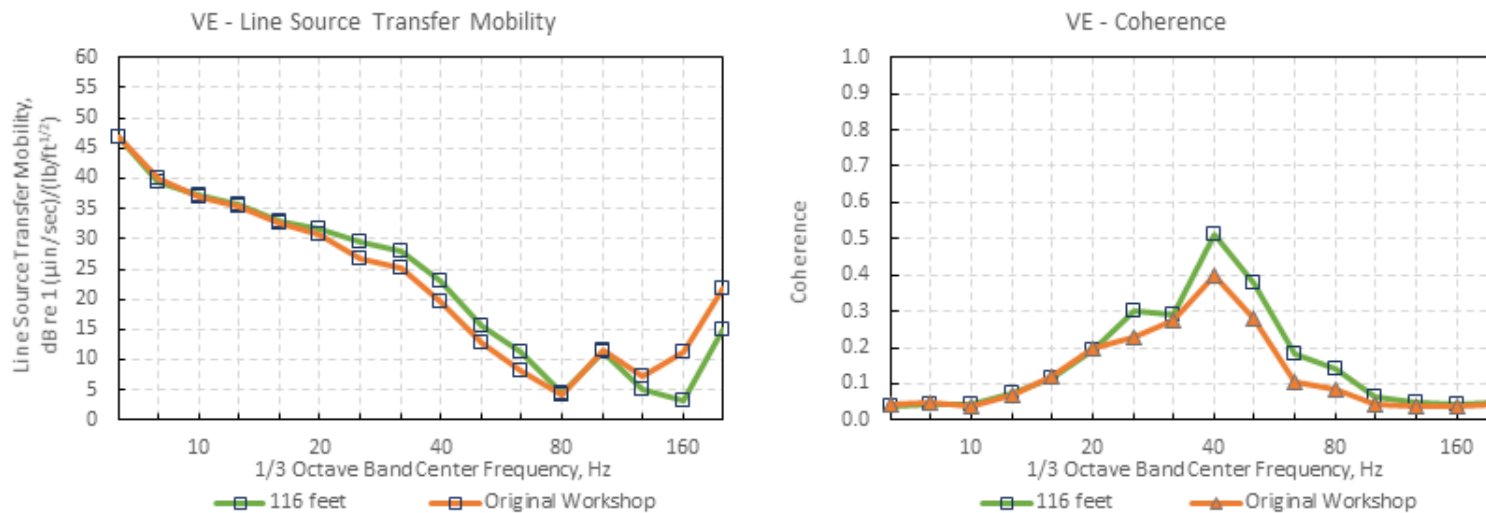 VE - Line Source Transfer Mobility
Line Source Transfer Mobility,
dB re 1 (µin/sec)/(lb/ft¹/²)
60
55
50
45
40
35
30
25
20
15
10
5
0
10 20 40 80 160
1/3 Octave Band Center Frequency, Hz
116 feet Original Workshop
VE - Coherence
Coherence
1.0
0.9
0.8
0.7
0.6
0.5
0.4
0.3
0.2
0.1
0.0
10 20 40 80 160
1/3 Octave Band Center Frequency, Hz
116 feet Original Workshop